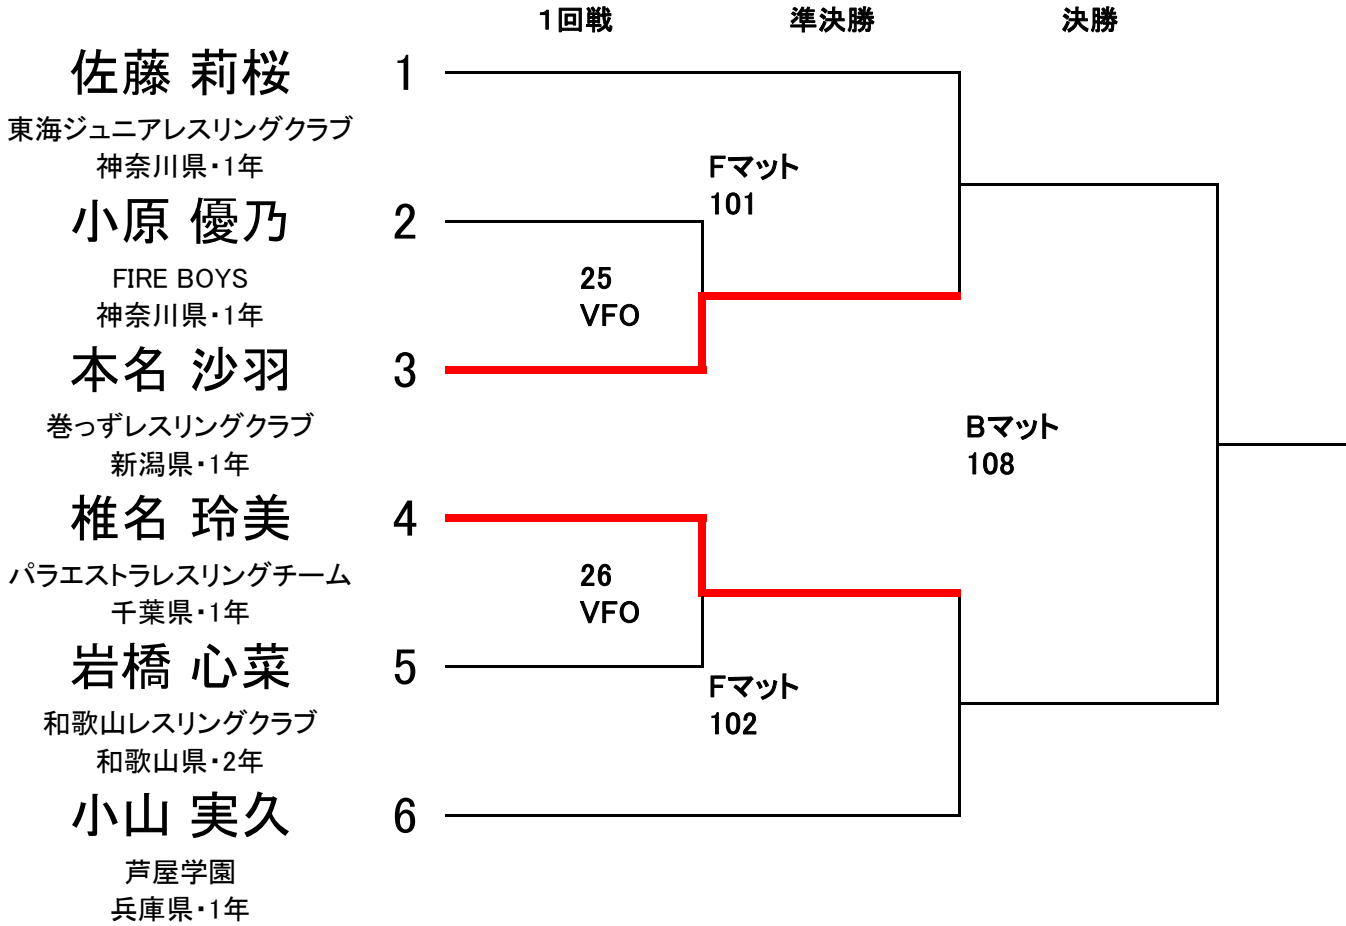 1回戦 準決勝 決勝
佐藤 莉桜 1
東海ジュニアレスリングクラブ
神奈川県・1年
Fマット
101
小原 優乃 2
FIRE BOYS
神奈川県・1年
25
VFO
本名 沙羽 3
巻っずレスリングクラブ
新潟県・1年
Bマット
108
椎名 玲美 4
パラエストラレスリングチーム
千葉県・1年
26
VFO
岩橋 心菜 5
和歌山レスリングクラブ
和歌山県・2年
Fマット
102
小山 実久 6
芦屋学園
兵庫県・1年